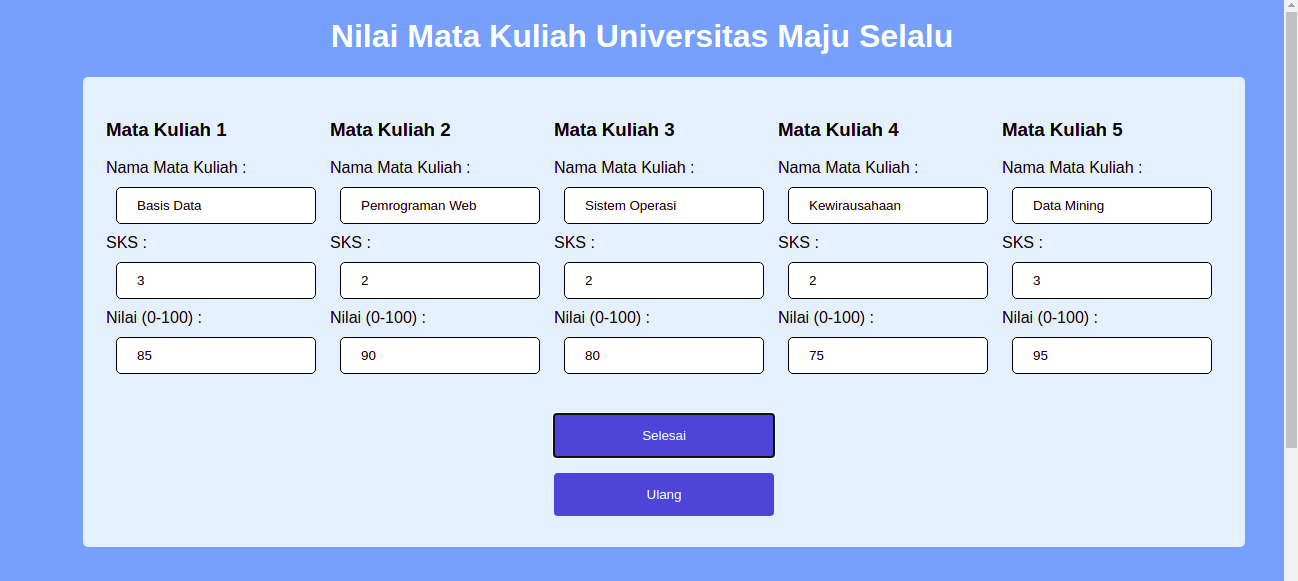 Nilai Mata Kuliah Universitas Maju Selalu
Mata Kuliah 1
Nama Mata Kuliah :
Basis Data
SKS :
3
Nilai (0-100) :
85
Mata Kuliah 2
Nama Mata Kuliah :
Pemrograman Web
SKS :
2
Nilai (0-100) :
90
Mata Kuliah 3
Nama Mata Kuliah :
Sistem Operasi
SKS :
2
Nilai (0-100) :
80
Mata Kuliah 4
Nama Mata Kuliah :
Kewirausahaan
SKS :
2
Nilai (0-100) :
75
Mata Kuliah 5
Nama Mata Kuliah :
Data Mining
SKS :
3
Nilai (0-100) :
95
Selesai
Ulang